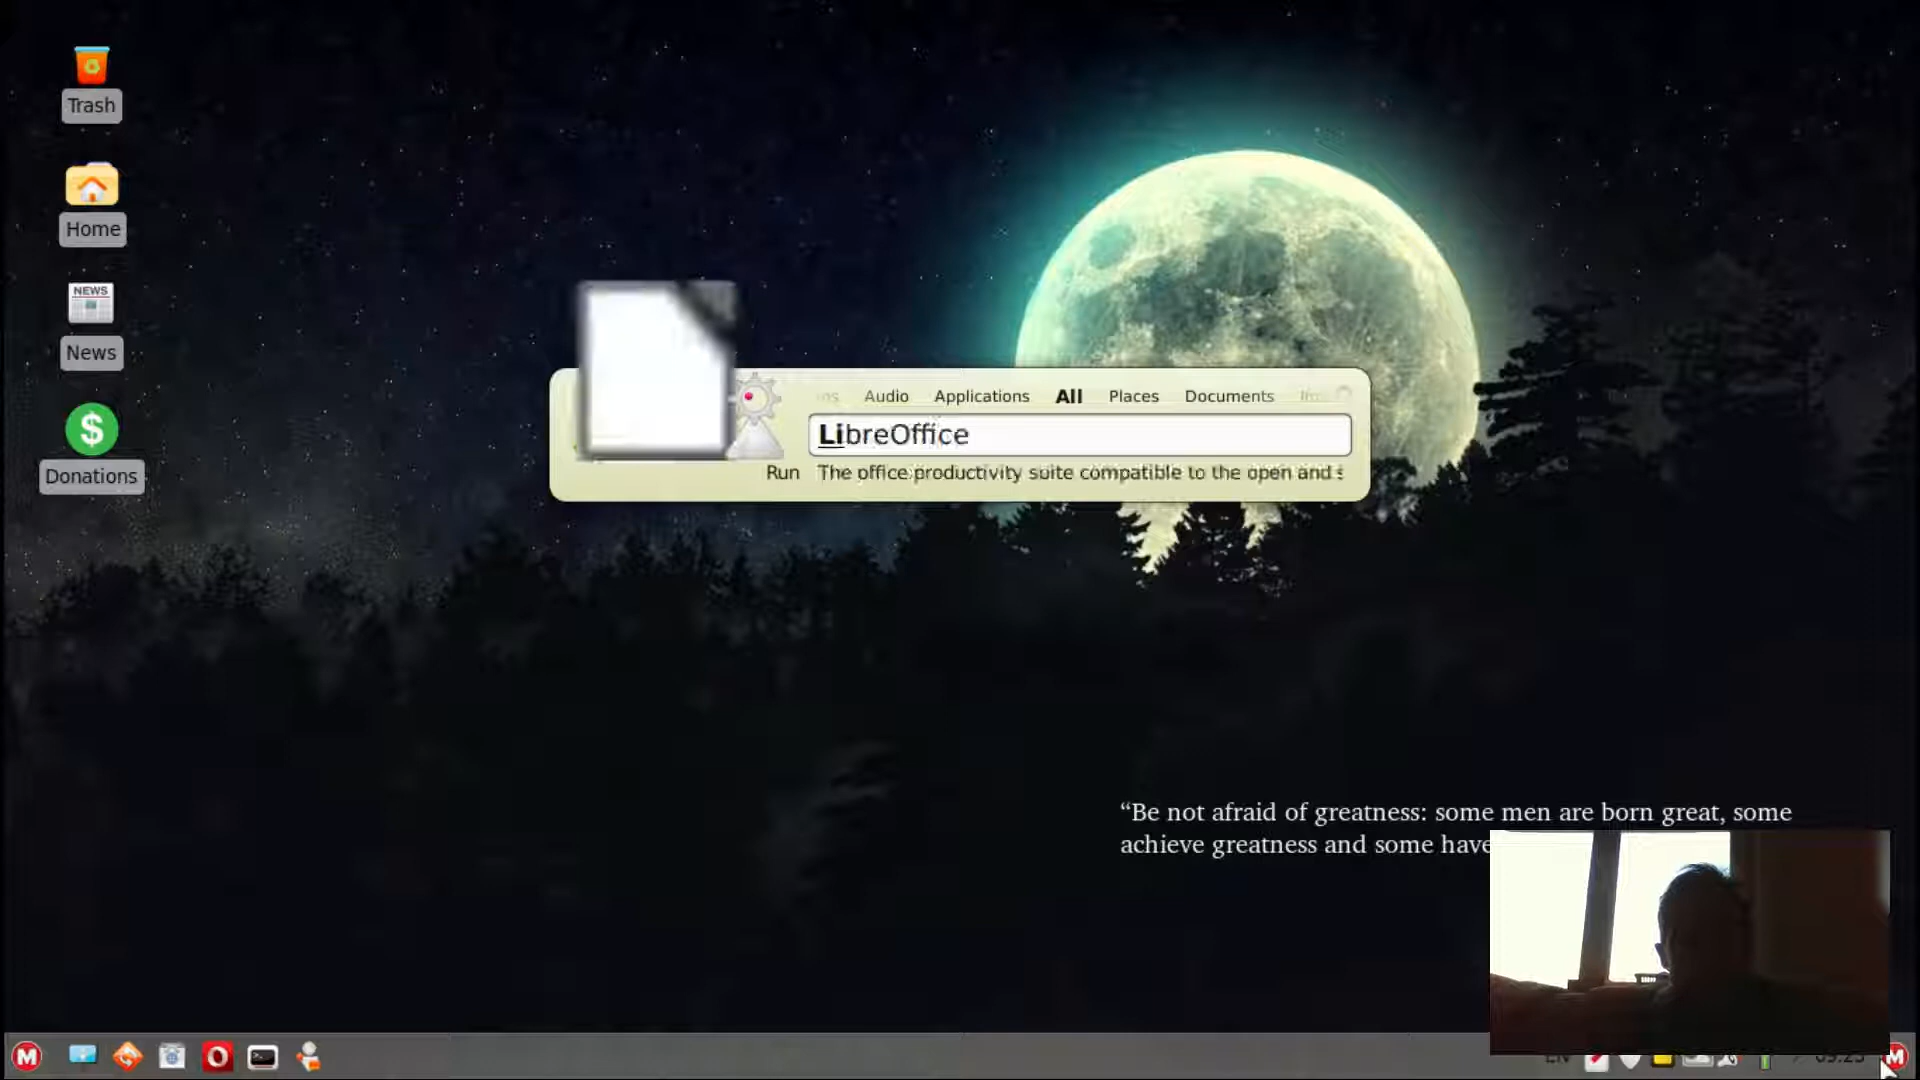 Trash
Home
News
NEWS
Donations
Audio Applications All Places Documents
LibreOffice
Run The office productivity suite compatible to the open and
“Be not afraid of greatness: some men are born great, some
achieve greatness and some have
M
M